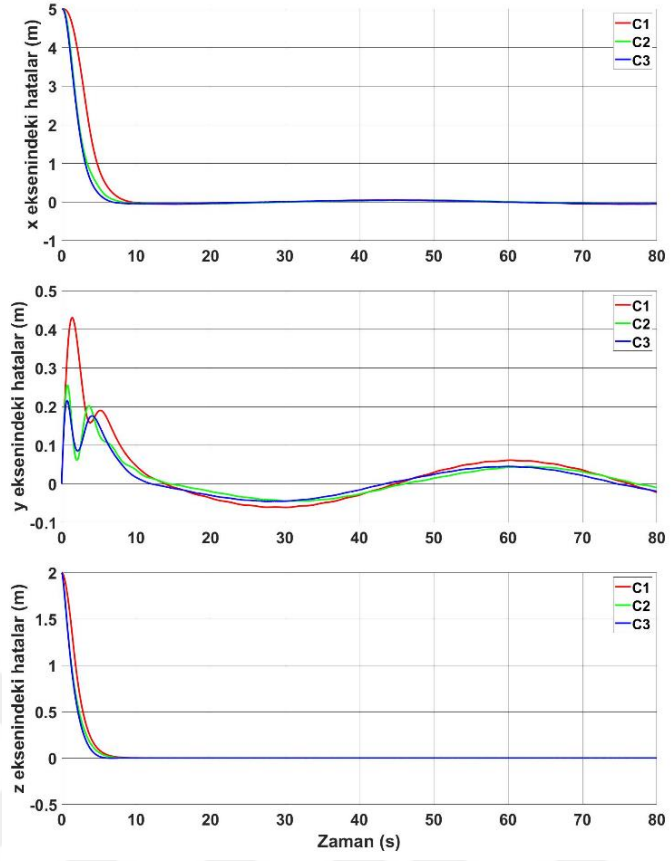 x eksenindeki hatalar (m)
5
4
3
2
1
0
-1
C1
C2
C3
0 10 20 30 40 50 60 70 80
y eksenindeki hatalar (m)
0.5
0.4
0.3
0.2
0.1
0
-0.1
C1
C2
C3
0 10 20 30 40 50 60 70 80
z eksenindeki hatalar (m)
2
1.5
1
0.5
0
-0.5
C1
C2
C3
0 10 20 30 40 50 60 70 80
Zaman (s)